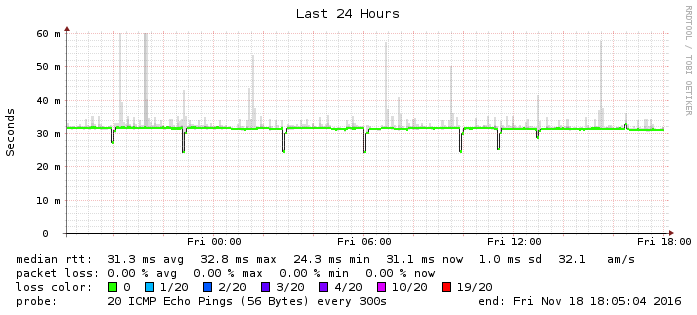 Last 24 Hours
RRDTOOL / TOBI OETIKER
Seconds
60 m
50 m
40 m
30 m
20 m
10 m
0
Fri 00:00 Fri 06:00 Fri 12:00 Fri 18:00
median rtt: 31.3 ms avg 32.8 ms max 24.3 ms min 31.1 ms now 1.0 ms sd 32.1 am/s
packet loss: 0.00 % avg 0.00 % max 0.00 % min 0.00 % now
loss color: 0 1/20 2/20 3/20 4/20 10/20 19/20
probe: 20 ICMP Echo Pings (56 Bytes) every 300s end: Fri Nov 18 18:05:04 2016